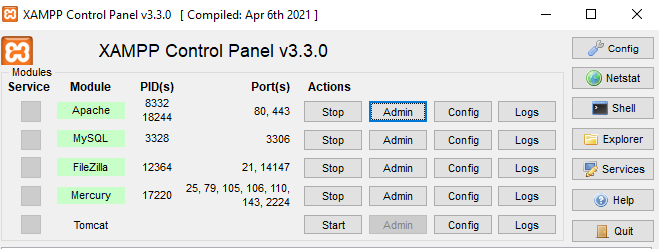 XAMPP Control Panel v3.3.0 [ Compiled: Apr 6th 2021 ]
XAMPP Control Panel v3.3.0
Config
Modules
Service Module PID(s) Port(s) Actions
Netstat
Apache 8332 18244 80, 443 Stop Admin Config Logs
Shell
MySQL 3328 3306 Stop Admin Config Logs
Explorer
FileZilla 12364 21, 14147 Stop Admin Config Logs
Services
Mercury 17220 25, 79, 105, 106, 110, 143, 2224 Stop Admin Config Logs
Help
Tomcat Start Admin Config Logs
Quit